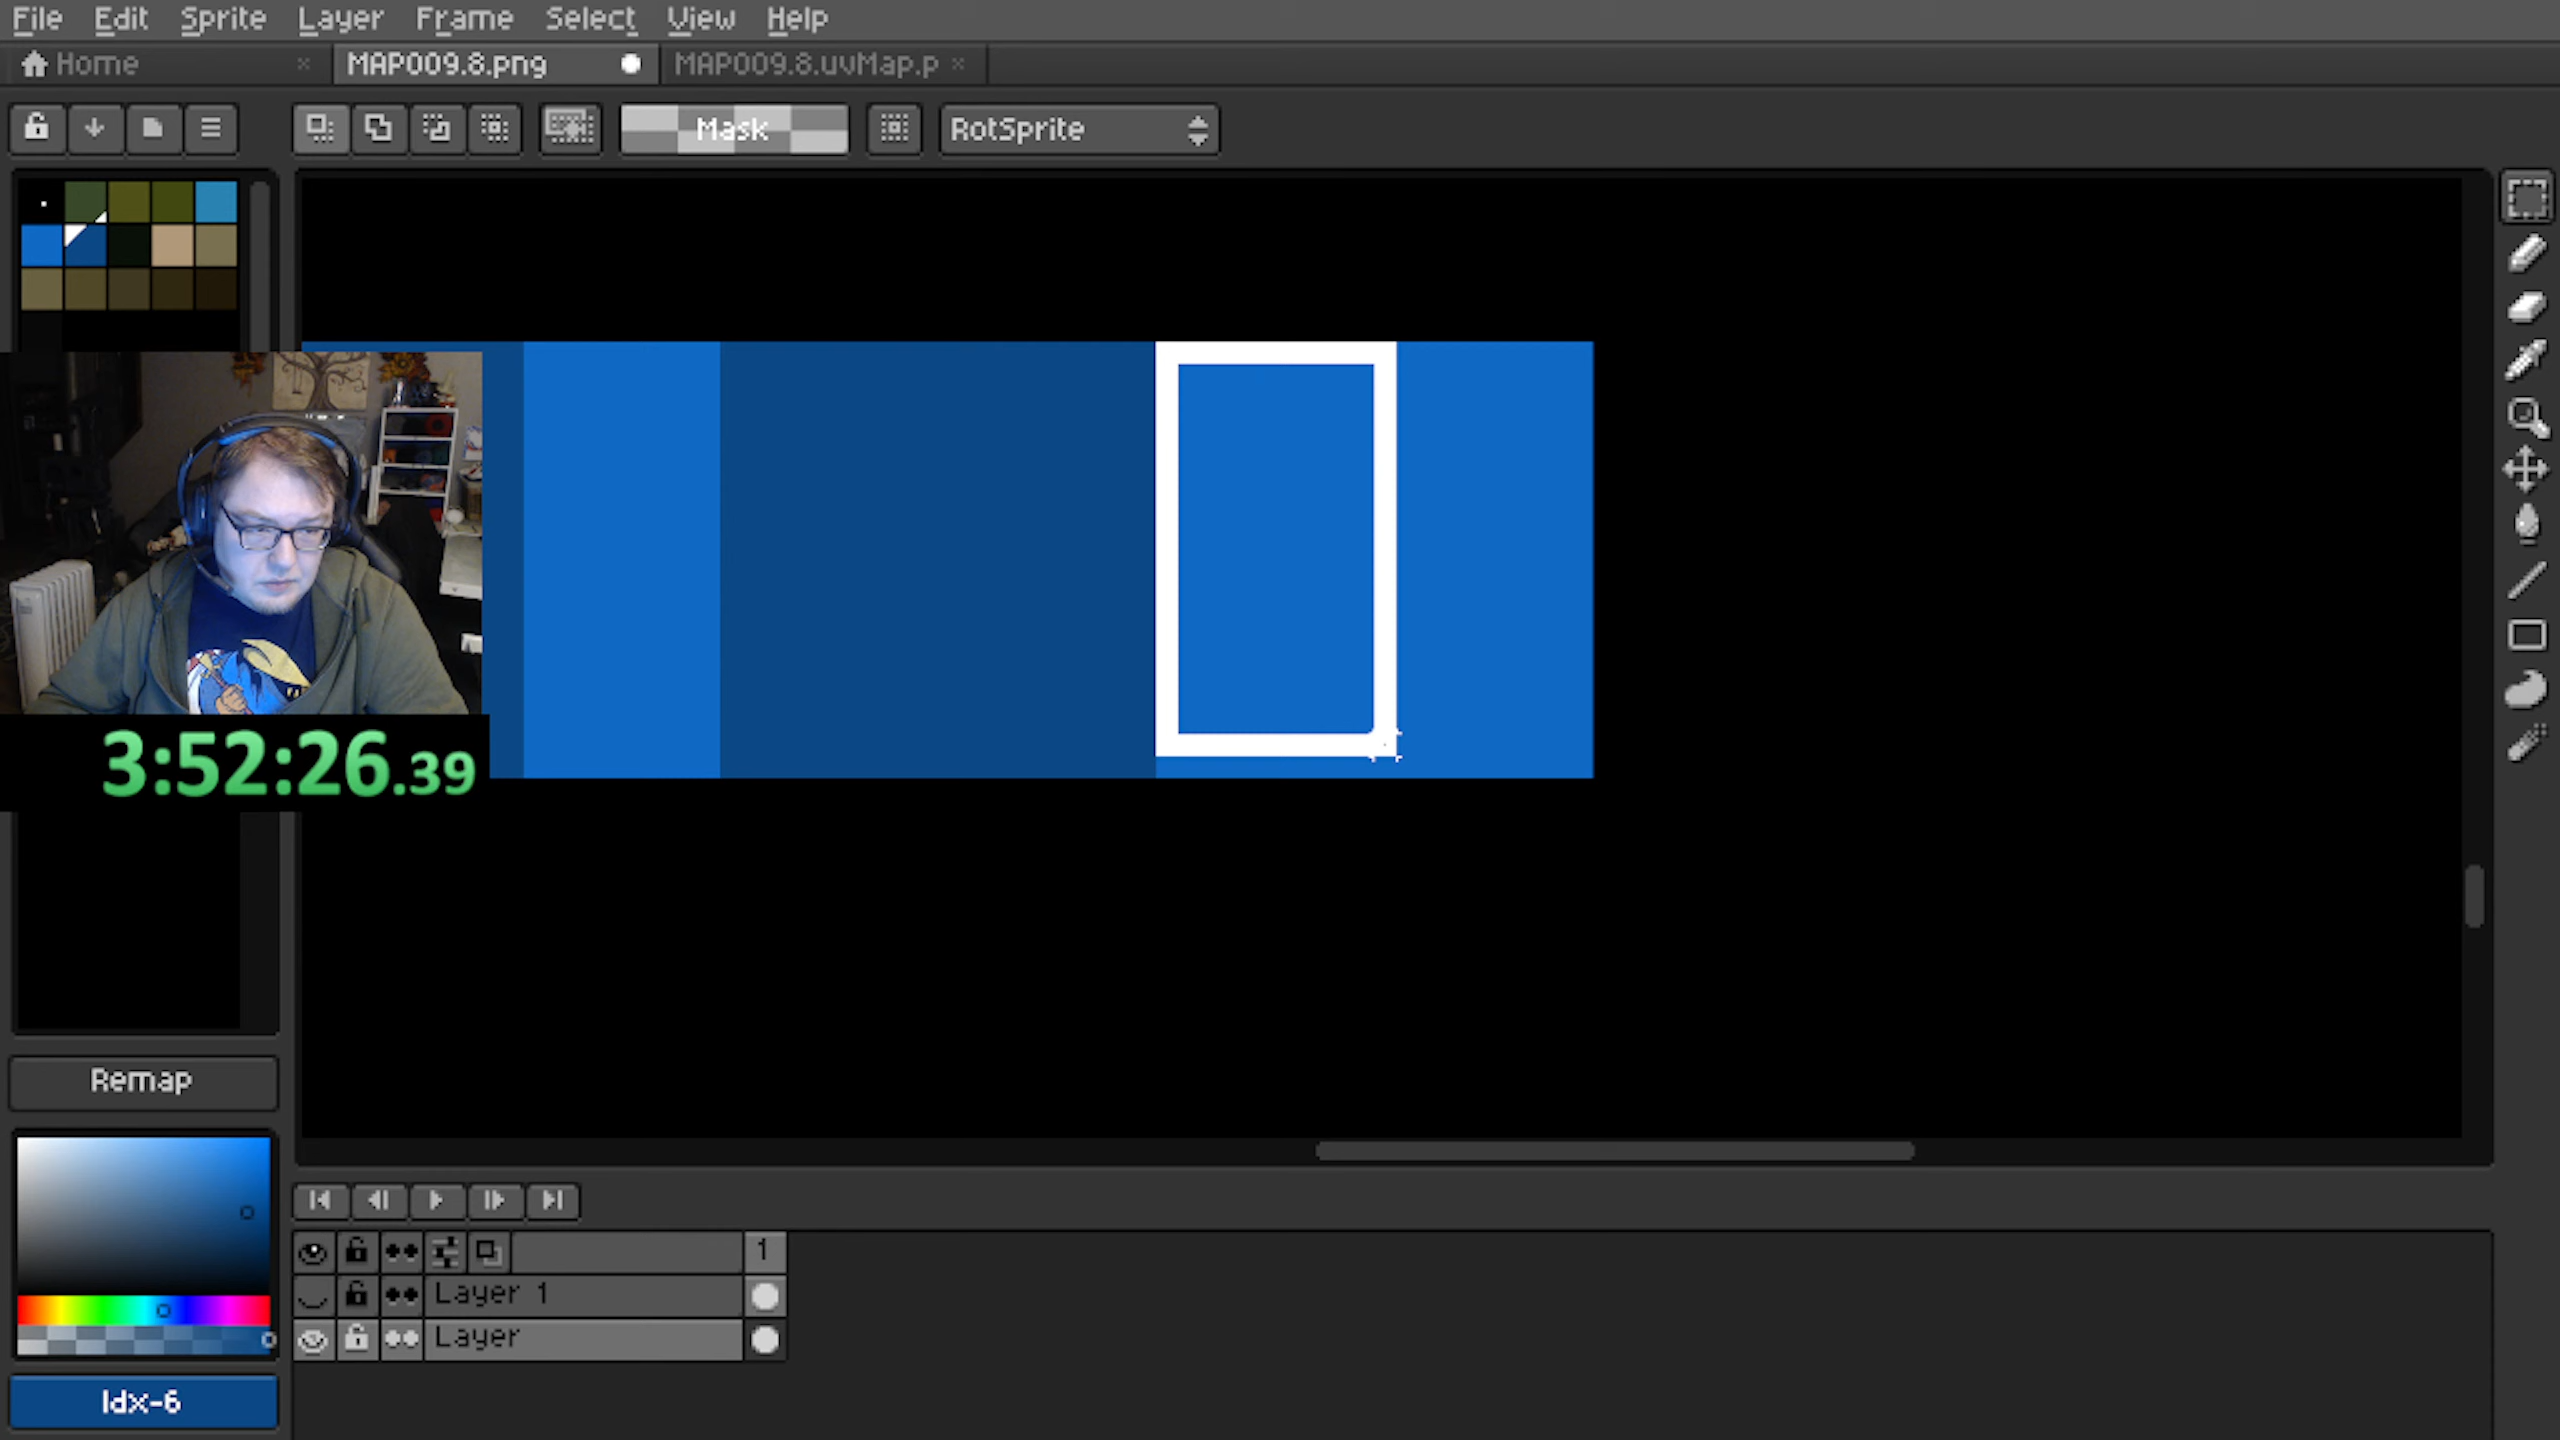 File Edit Sprite Layer Frame Select View Help
Home MAP009.8.png MAP009.8.uvMap.p
Mask RotSprite
3:52:26.39
Remap
1
Layer 1
Layer
Idx-6